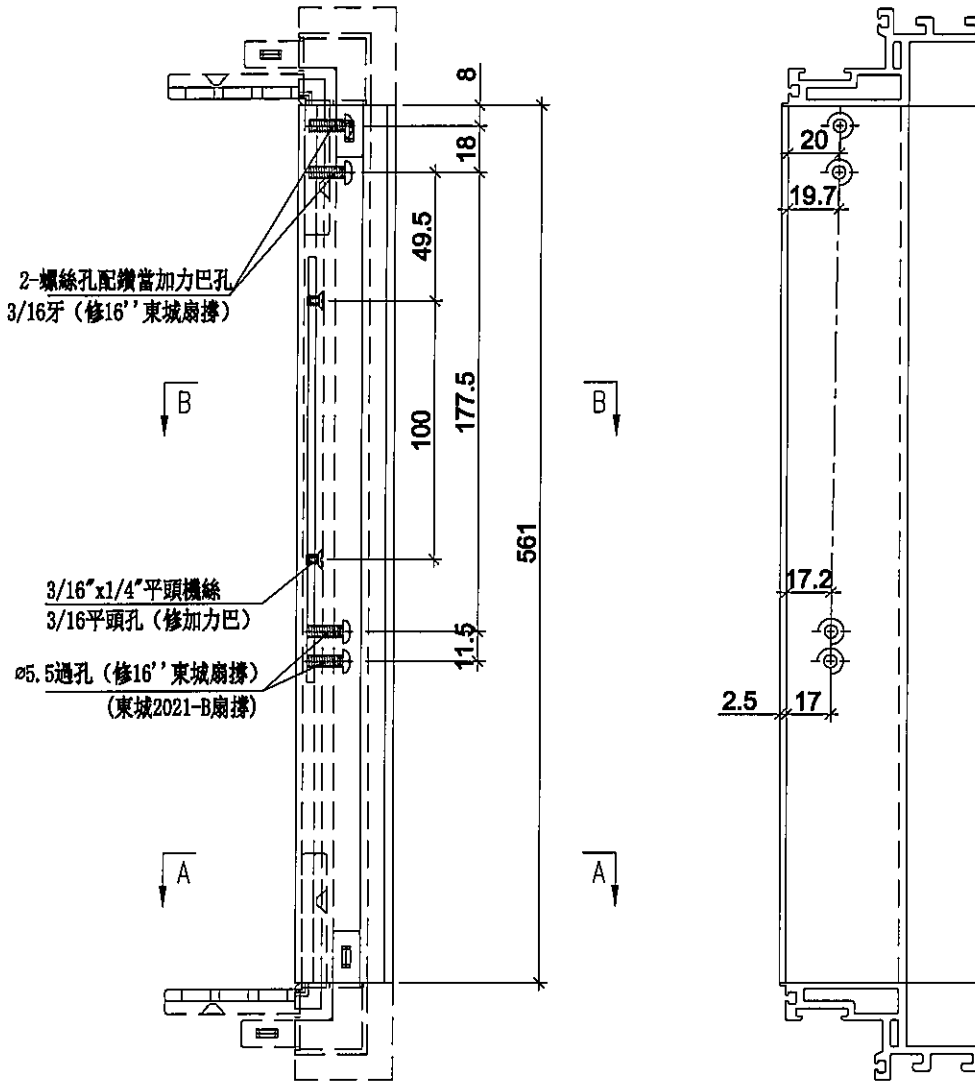 8
18
20
19.7
49.5
2-螺絲孔配鑽當加力巴孔
3/16牙（修16''東城扇撐）
B
B
100
177.5
561
3/16"x1/4"平頭機絲
3/16平頭孔（修加力巴）
17.2
11.5
ø5.5過孔（修16''東城扇撐）
(東城2021-B扇撐)
2.5
17
A
A